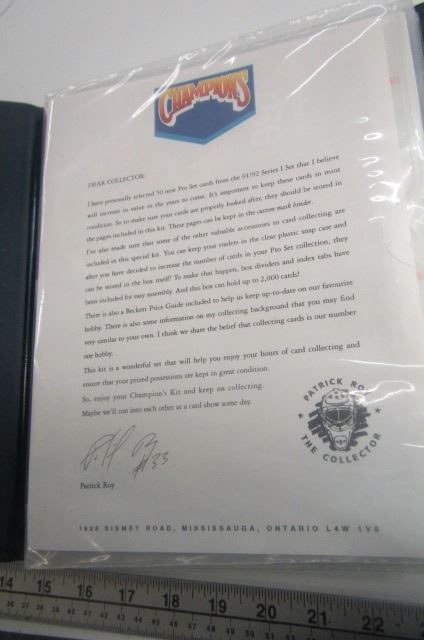 CHAMPIONS
DEAR COLLECTOR:
I have personally selected 50 new Pro Set cards from the 91/92 Series I Set that I believe
will increase in value in the years to come. It's important to keep these cards in mint
condition. So to make sure your cards are properly looked after, they should be stored in
the pages included in this kit. These pages can be kept in the custom mask binder.
I've also made sure that some of the other valuable accessories to card collecting are
included in this special kit. You can keep your traders in the clear plastic snap case and
after you have decided to increase the number of cards in your Pro Set collection, they
can be stored in the box itself! To make that happen, box dividers and index tabs have
been included for easy assembly. And this box can hold up to 2,000 cards!
There is also a Beckett Price Guide included to help us keep up-to-date on our favourite
hobby. There is also some information on my collecting background that you may find
very similar to your own. I think we share the belief that collecting cards is our number
one hobby.
This kit is a wonderful set that will help you enjoy your hours of card collecting and
ensure that your prized possessions are kept in great condition.
So, enjoy your Champion's Kit and keep on collecting.
Maybe we'll run into each other at a card show some day.
PATRICK ROY
THE COLLECTOR
#33
Patrick Roy
1625 SISMET ROAD, MISSISSAUGA, ONTARIO L4W 1V6
14 15 16 17 18 19 20 21 22